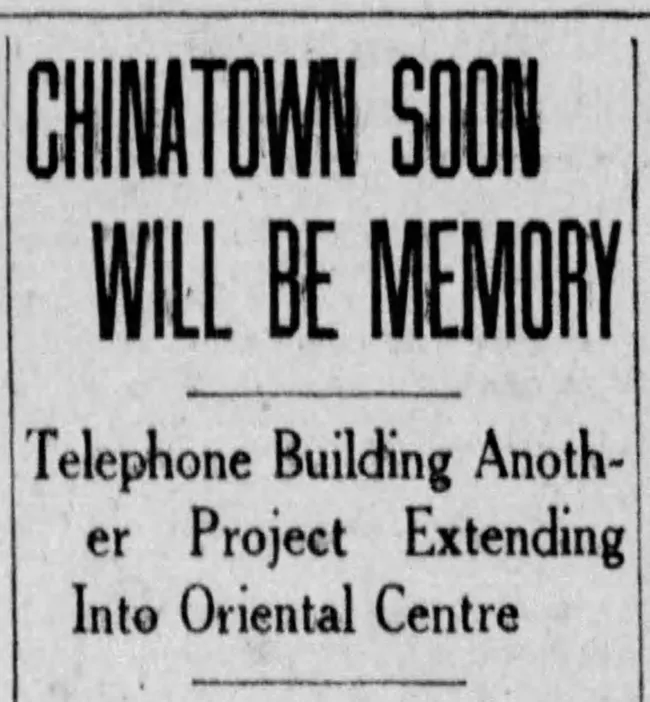 CHINATOWN SOON
WILL BE MEMORY
Telephone Building Anoth-
er Project Extending
Into Oriental Centre